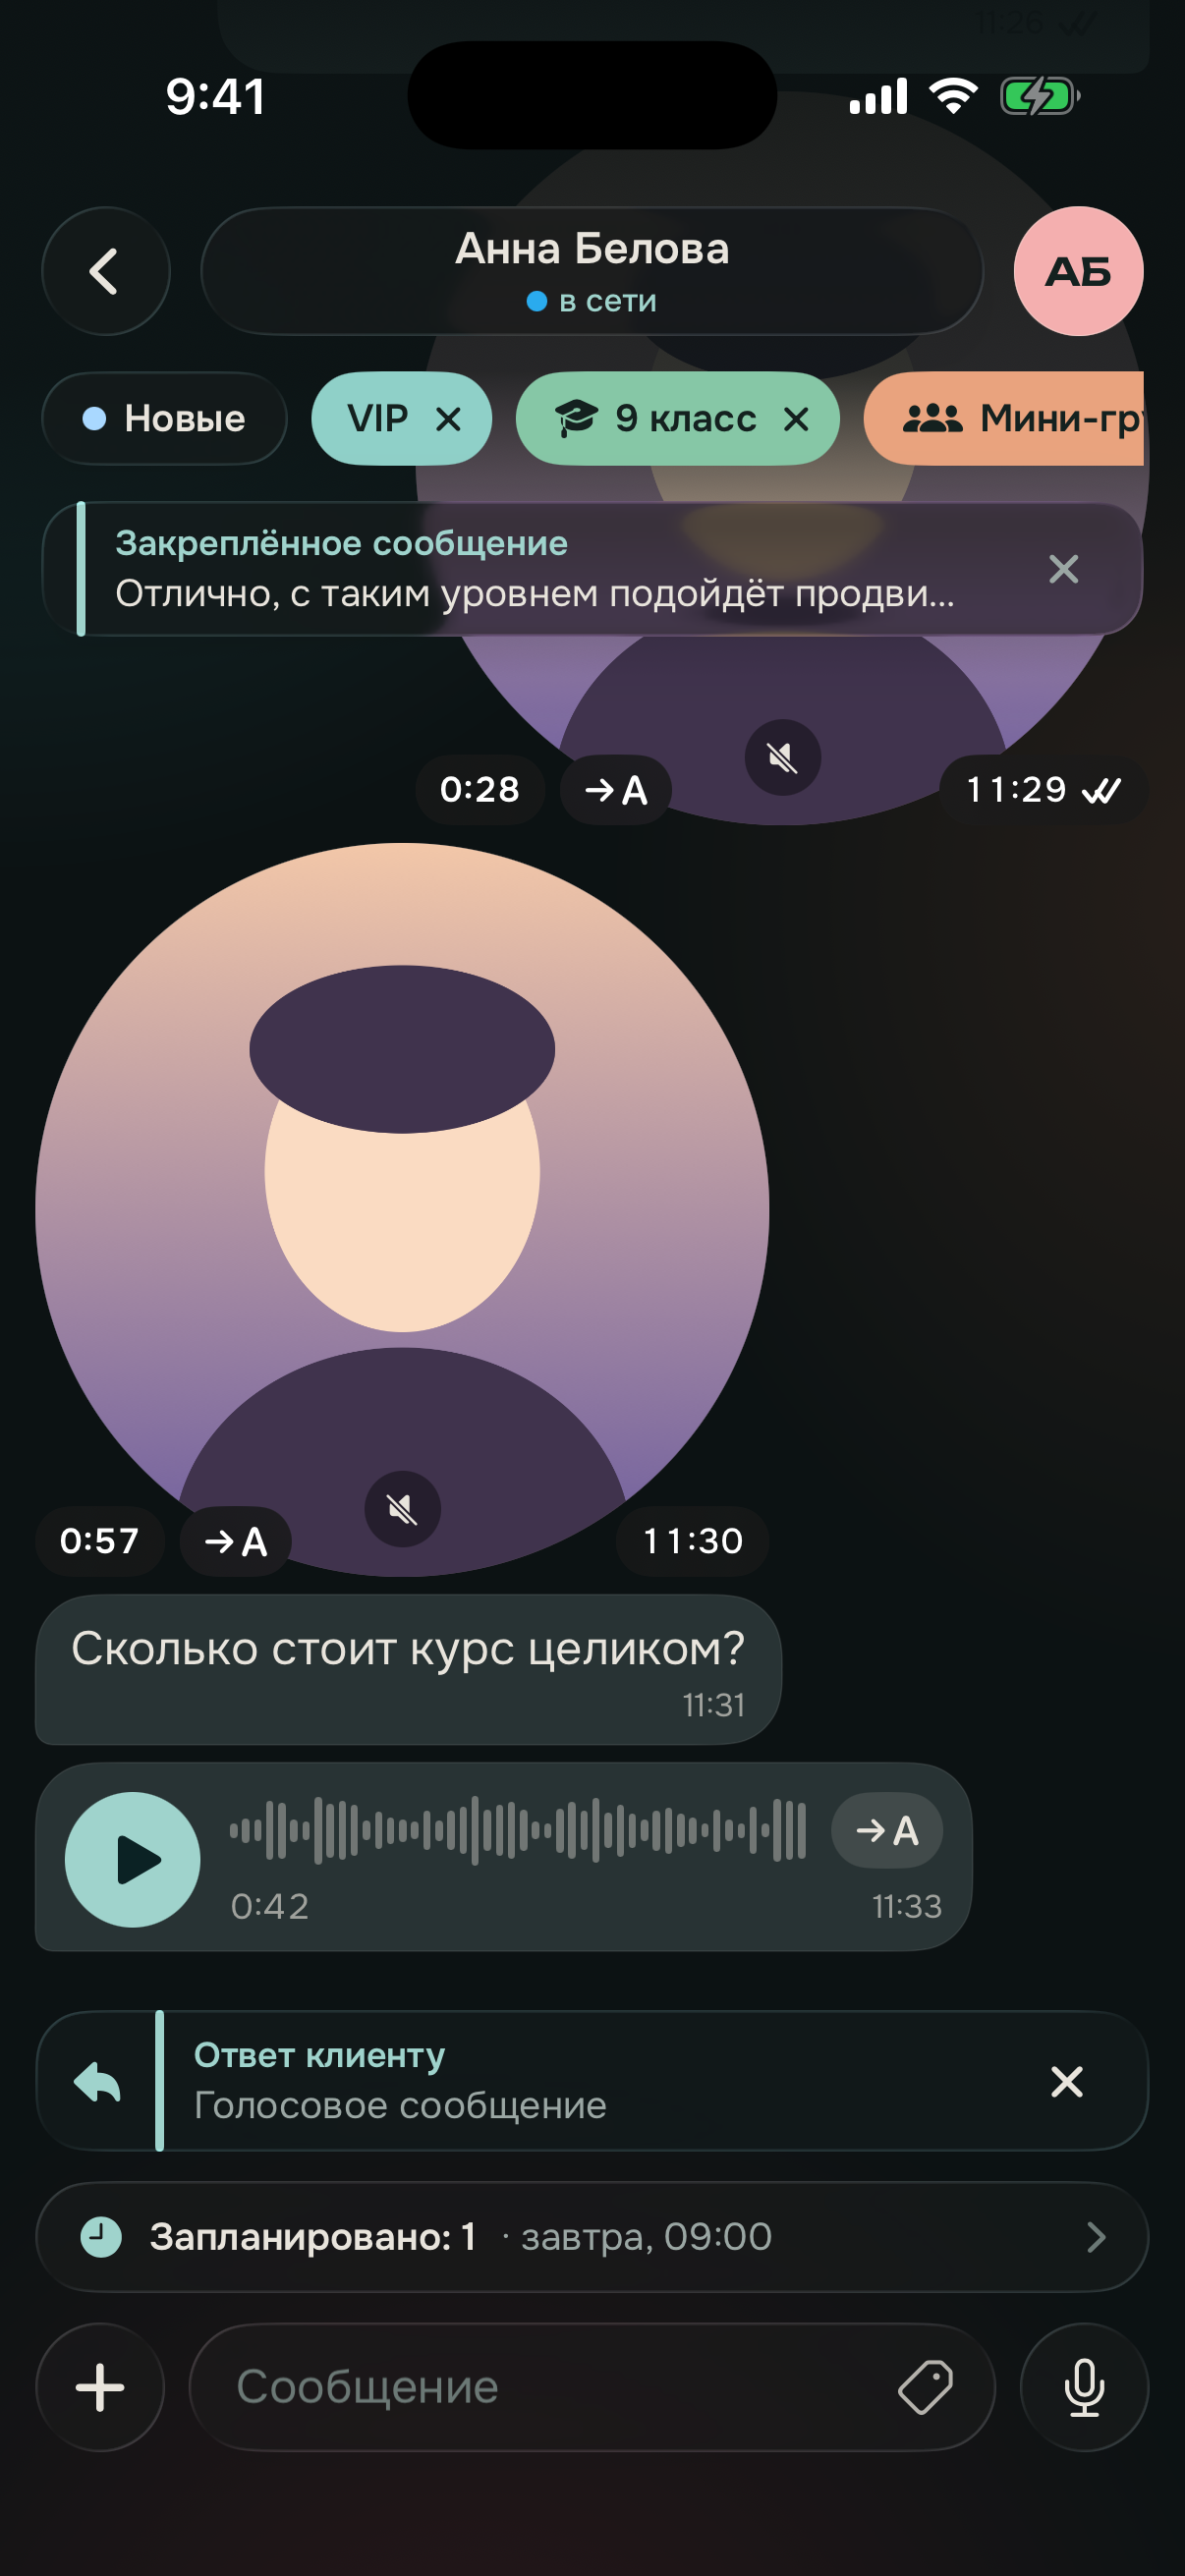 11:26
9:41
Анна Белова
в сети
АБ
Новые
VIP
9 класс
Мини-гр
Закреплённое сообщение
Отлично, с таким уровнем подойдёт продви...
0:28
→A
11:29
0:57
→A
11:30
Сколько стоит курс целиком?
11:31
→A
0:42
11:33
Ответ клиенту
Голосовое сообщение
Запланировано: 1 · завтра, 09:00
Сообщение